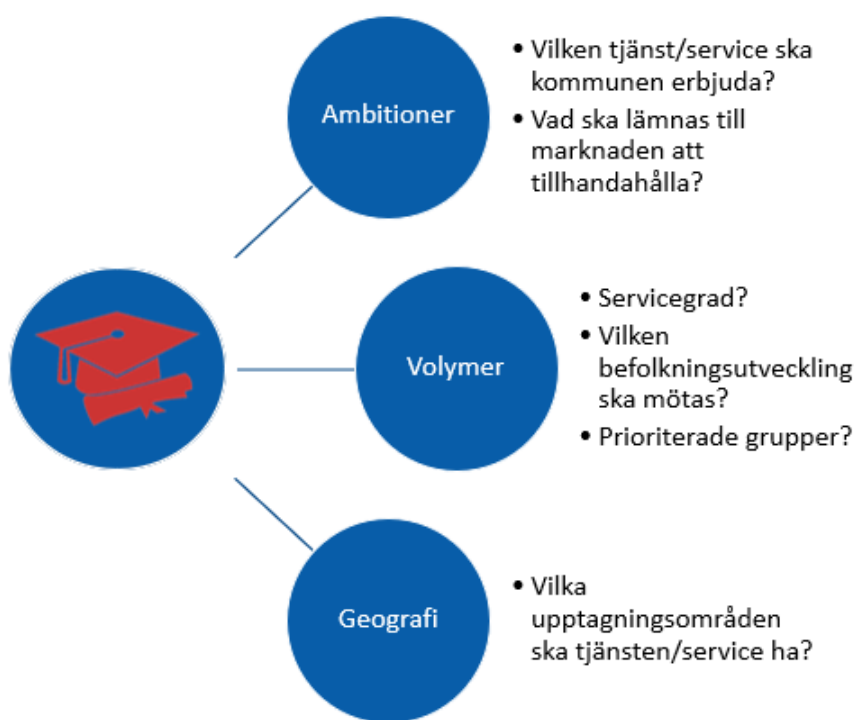 Ambitioner
• Vilken tjänst/service ska
kommunen erbjuda?
• Vad ska lämnas till
marknaden att
tillhandahålla?
Volymer
• Servicegrad?
• Vilken
befolkningsutveckling
ska mötas?
• Prioriterade grupper?
Geografi
• Vilka
upptagningsområden
ska tjänsten/service ha?